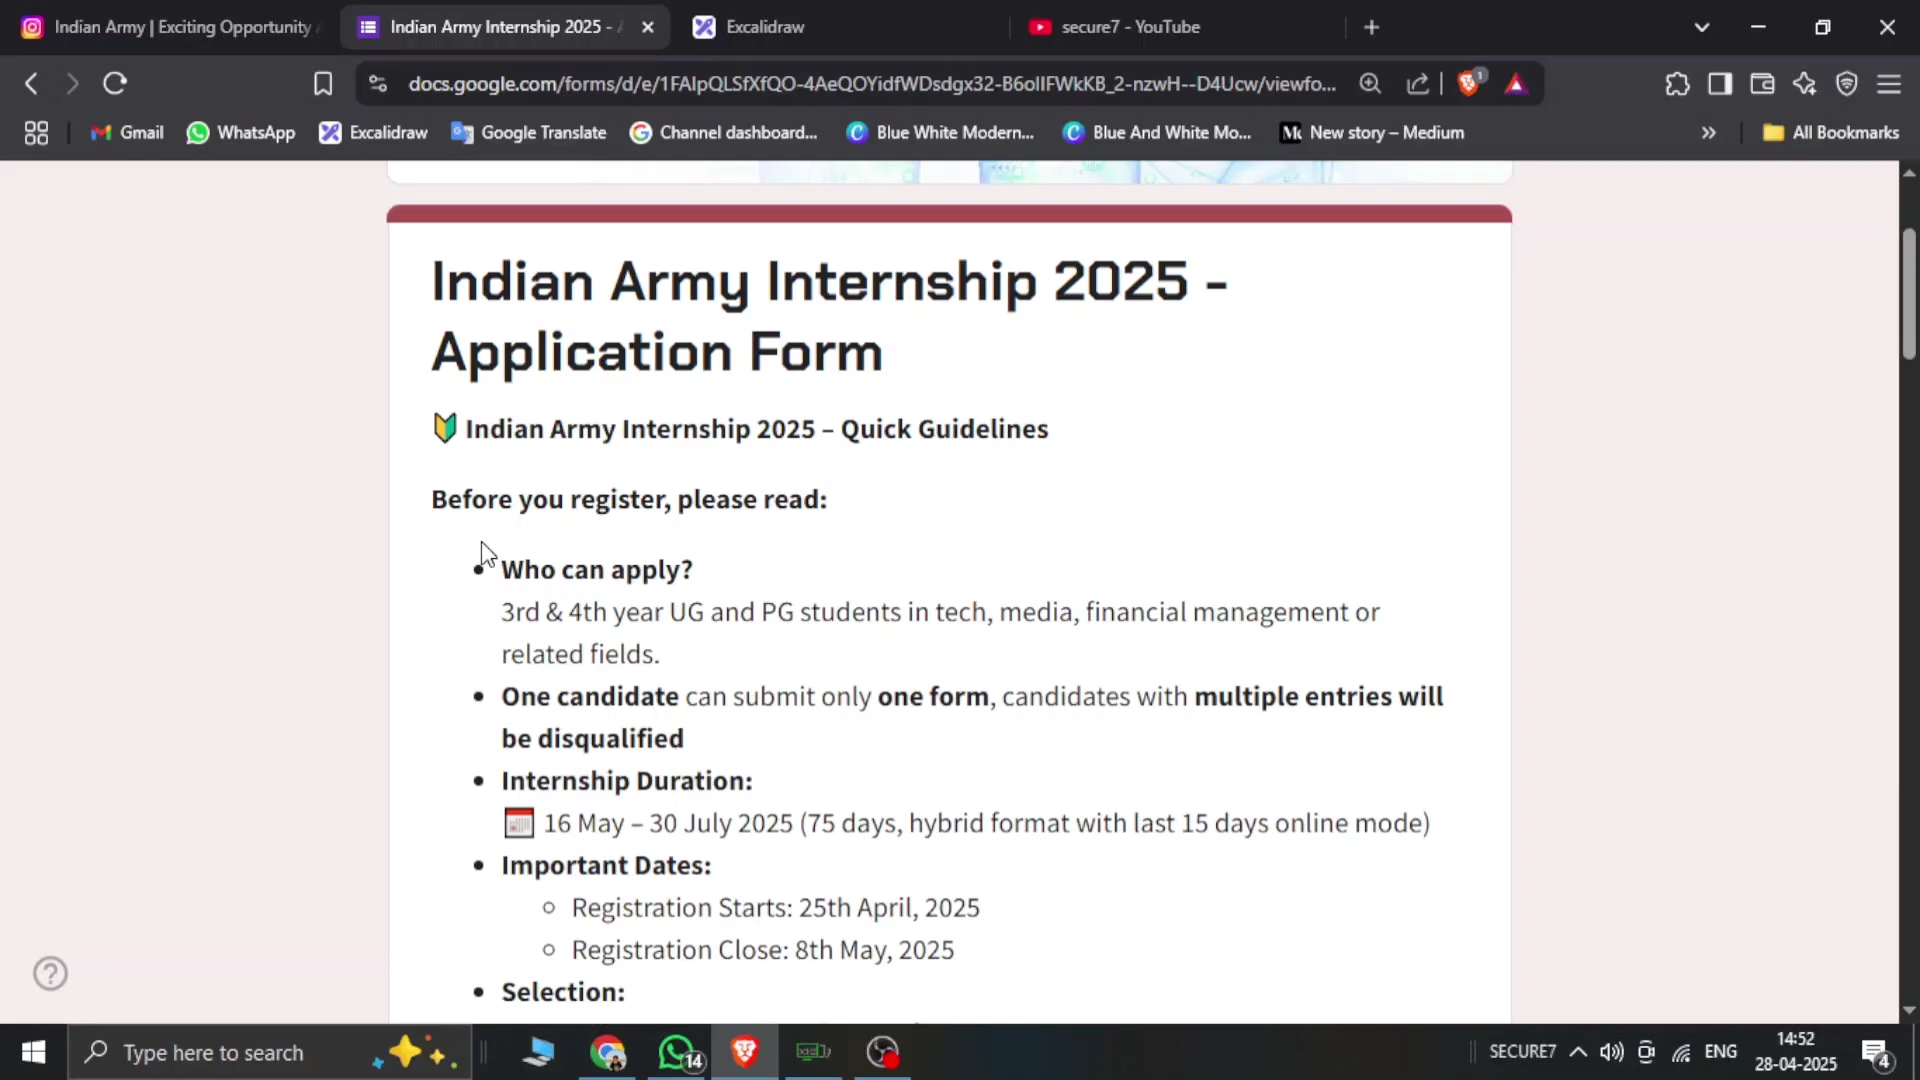 Indian Army | Exciting Opportunity
Indian Army Internship 2025 -
Excalidraw
secure7 - YouTube
docs.google.com/forms/d/e/1FAIpQLSfXfQO-4AeQOYidfWDsdgx32-B6olIFWkKB_2-nzwH--D4Ucw/viewfo...
1
Gmail
WhatsApp
Excalidraw
Google Translate
Channel dashboard...
Blue White Modern...
Blue And White Mo...
New story – Medium
All Bookmarks
Indian Army Internship 2025 -
Application Form
Indian Army Internship 2025 – Quick Guidelines
Before you register, please read:
• Who can apply?
3rd & 4th year UG and PG students in tech, media, financial management or
related fields.
• One candidate can submit only one form, candidates with multiple entries will
be disqualified
• Internship Duration:
16 May – 30 July 2025 (75 days, hybrid format with last 15 days online mode)
• Important Dates:
○ Registration Starts: 25th April, 2025
○ Registration Close: 8th May, 2025
• Selection:
Type here to search
14
SECURE7
ENG
14:52
28-04-2025
4